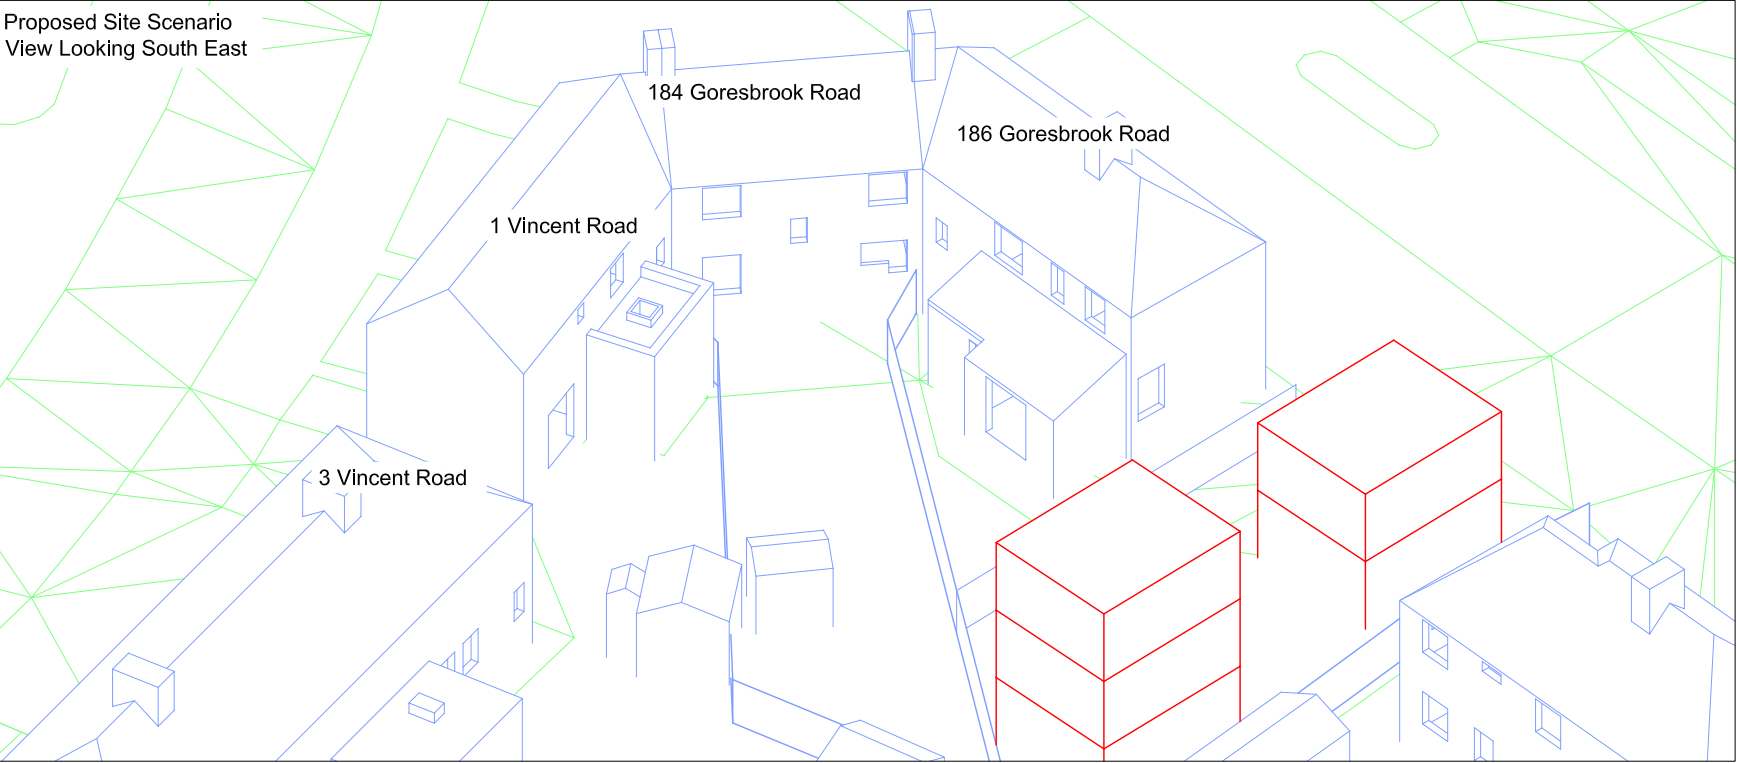 Proposed Site Scenario
View Looking South East
184 Goresbrook Road
186 Goresbrook Road
1 Vincent Road
3 Vincent Road